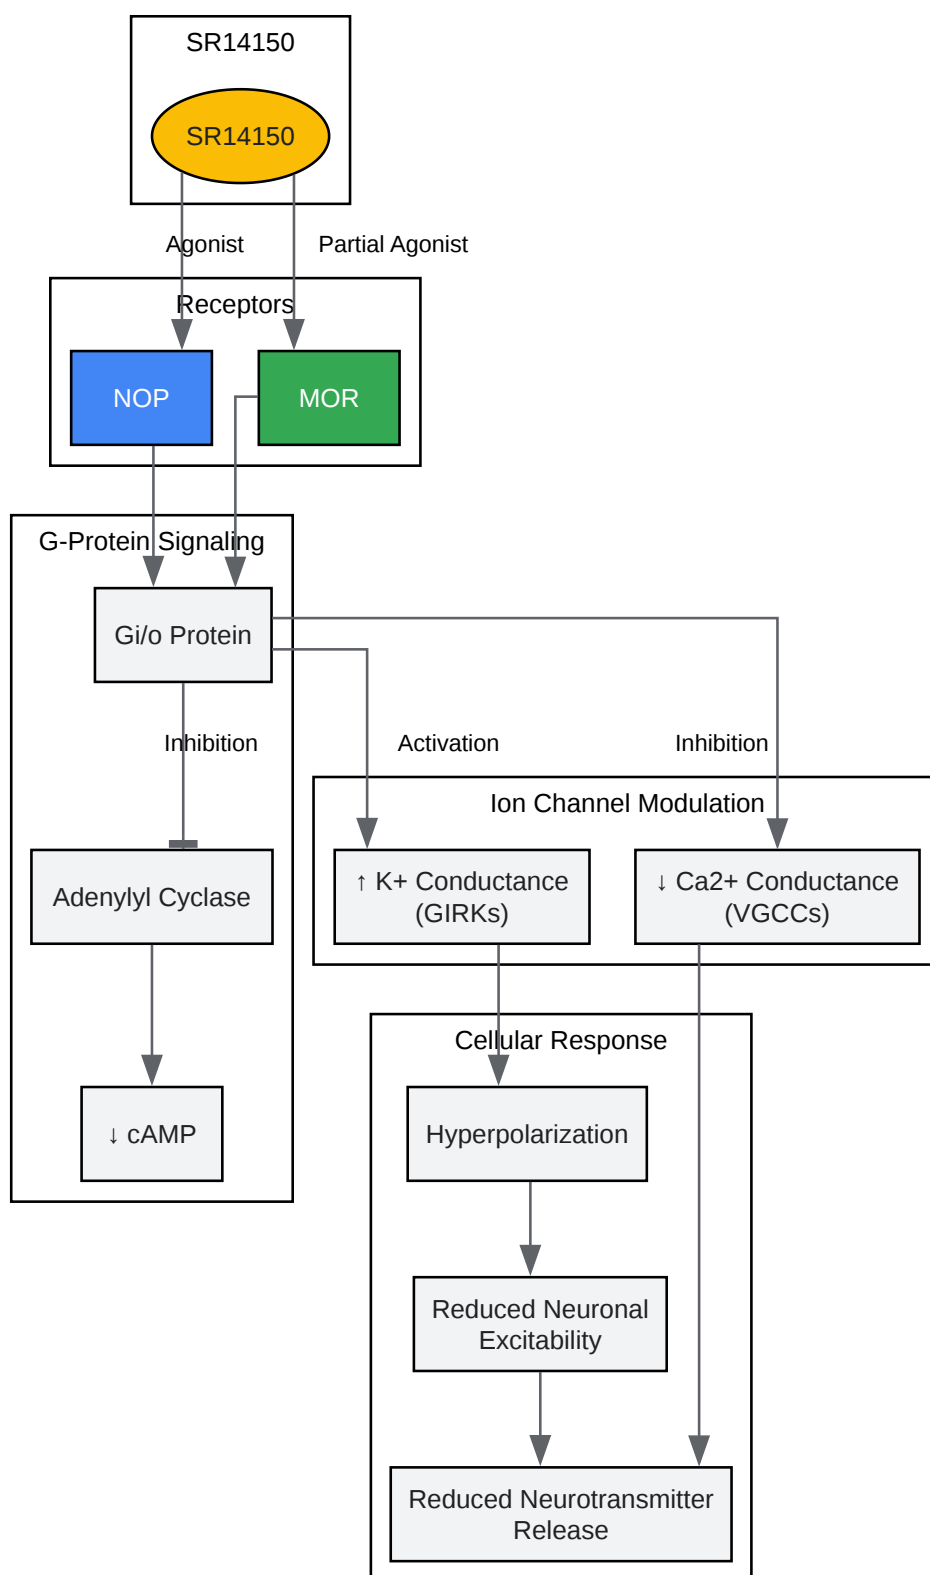 SR14150
SR14150
Agonist
Partial Agonist
Receptors
NOP
MOR
G-Protein Signaling
Gi/o Protein
Inhibition
Activation
Inhibition
Ion Channel Modulation
Adenylyl Cyclase
↑ K+ Conductance
(GIRKs)
↓ Ca2+ Conductance
(VGCCs)
Cellular Response
↓ cAMP
Hyperpolarization
Reduced Neuronal
Excitability
Reduced Neurotransmitter
Release